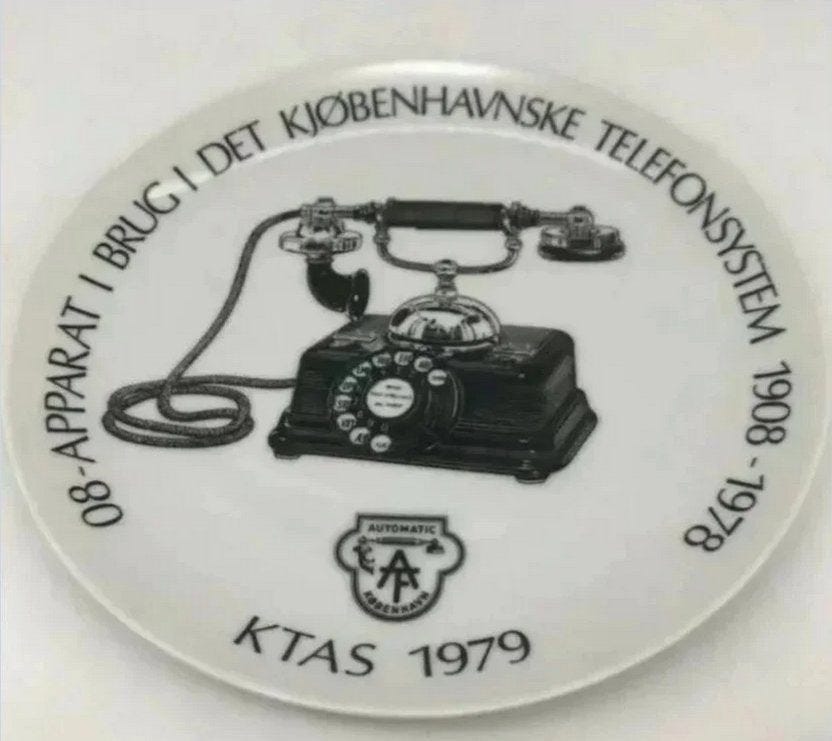 08-APPARAT I BRUG I DET KJØBENHAVNSKE TELEFONSYSTEM 1908-1978
AUTOMATIC
KØBENHAVN
KTAS 1979